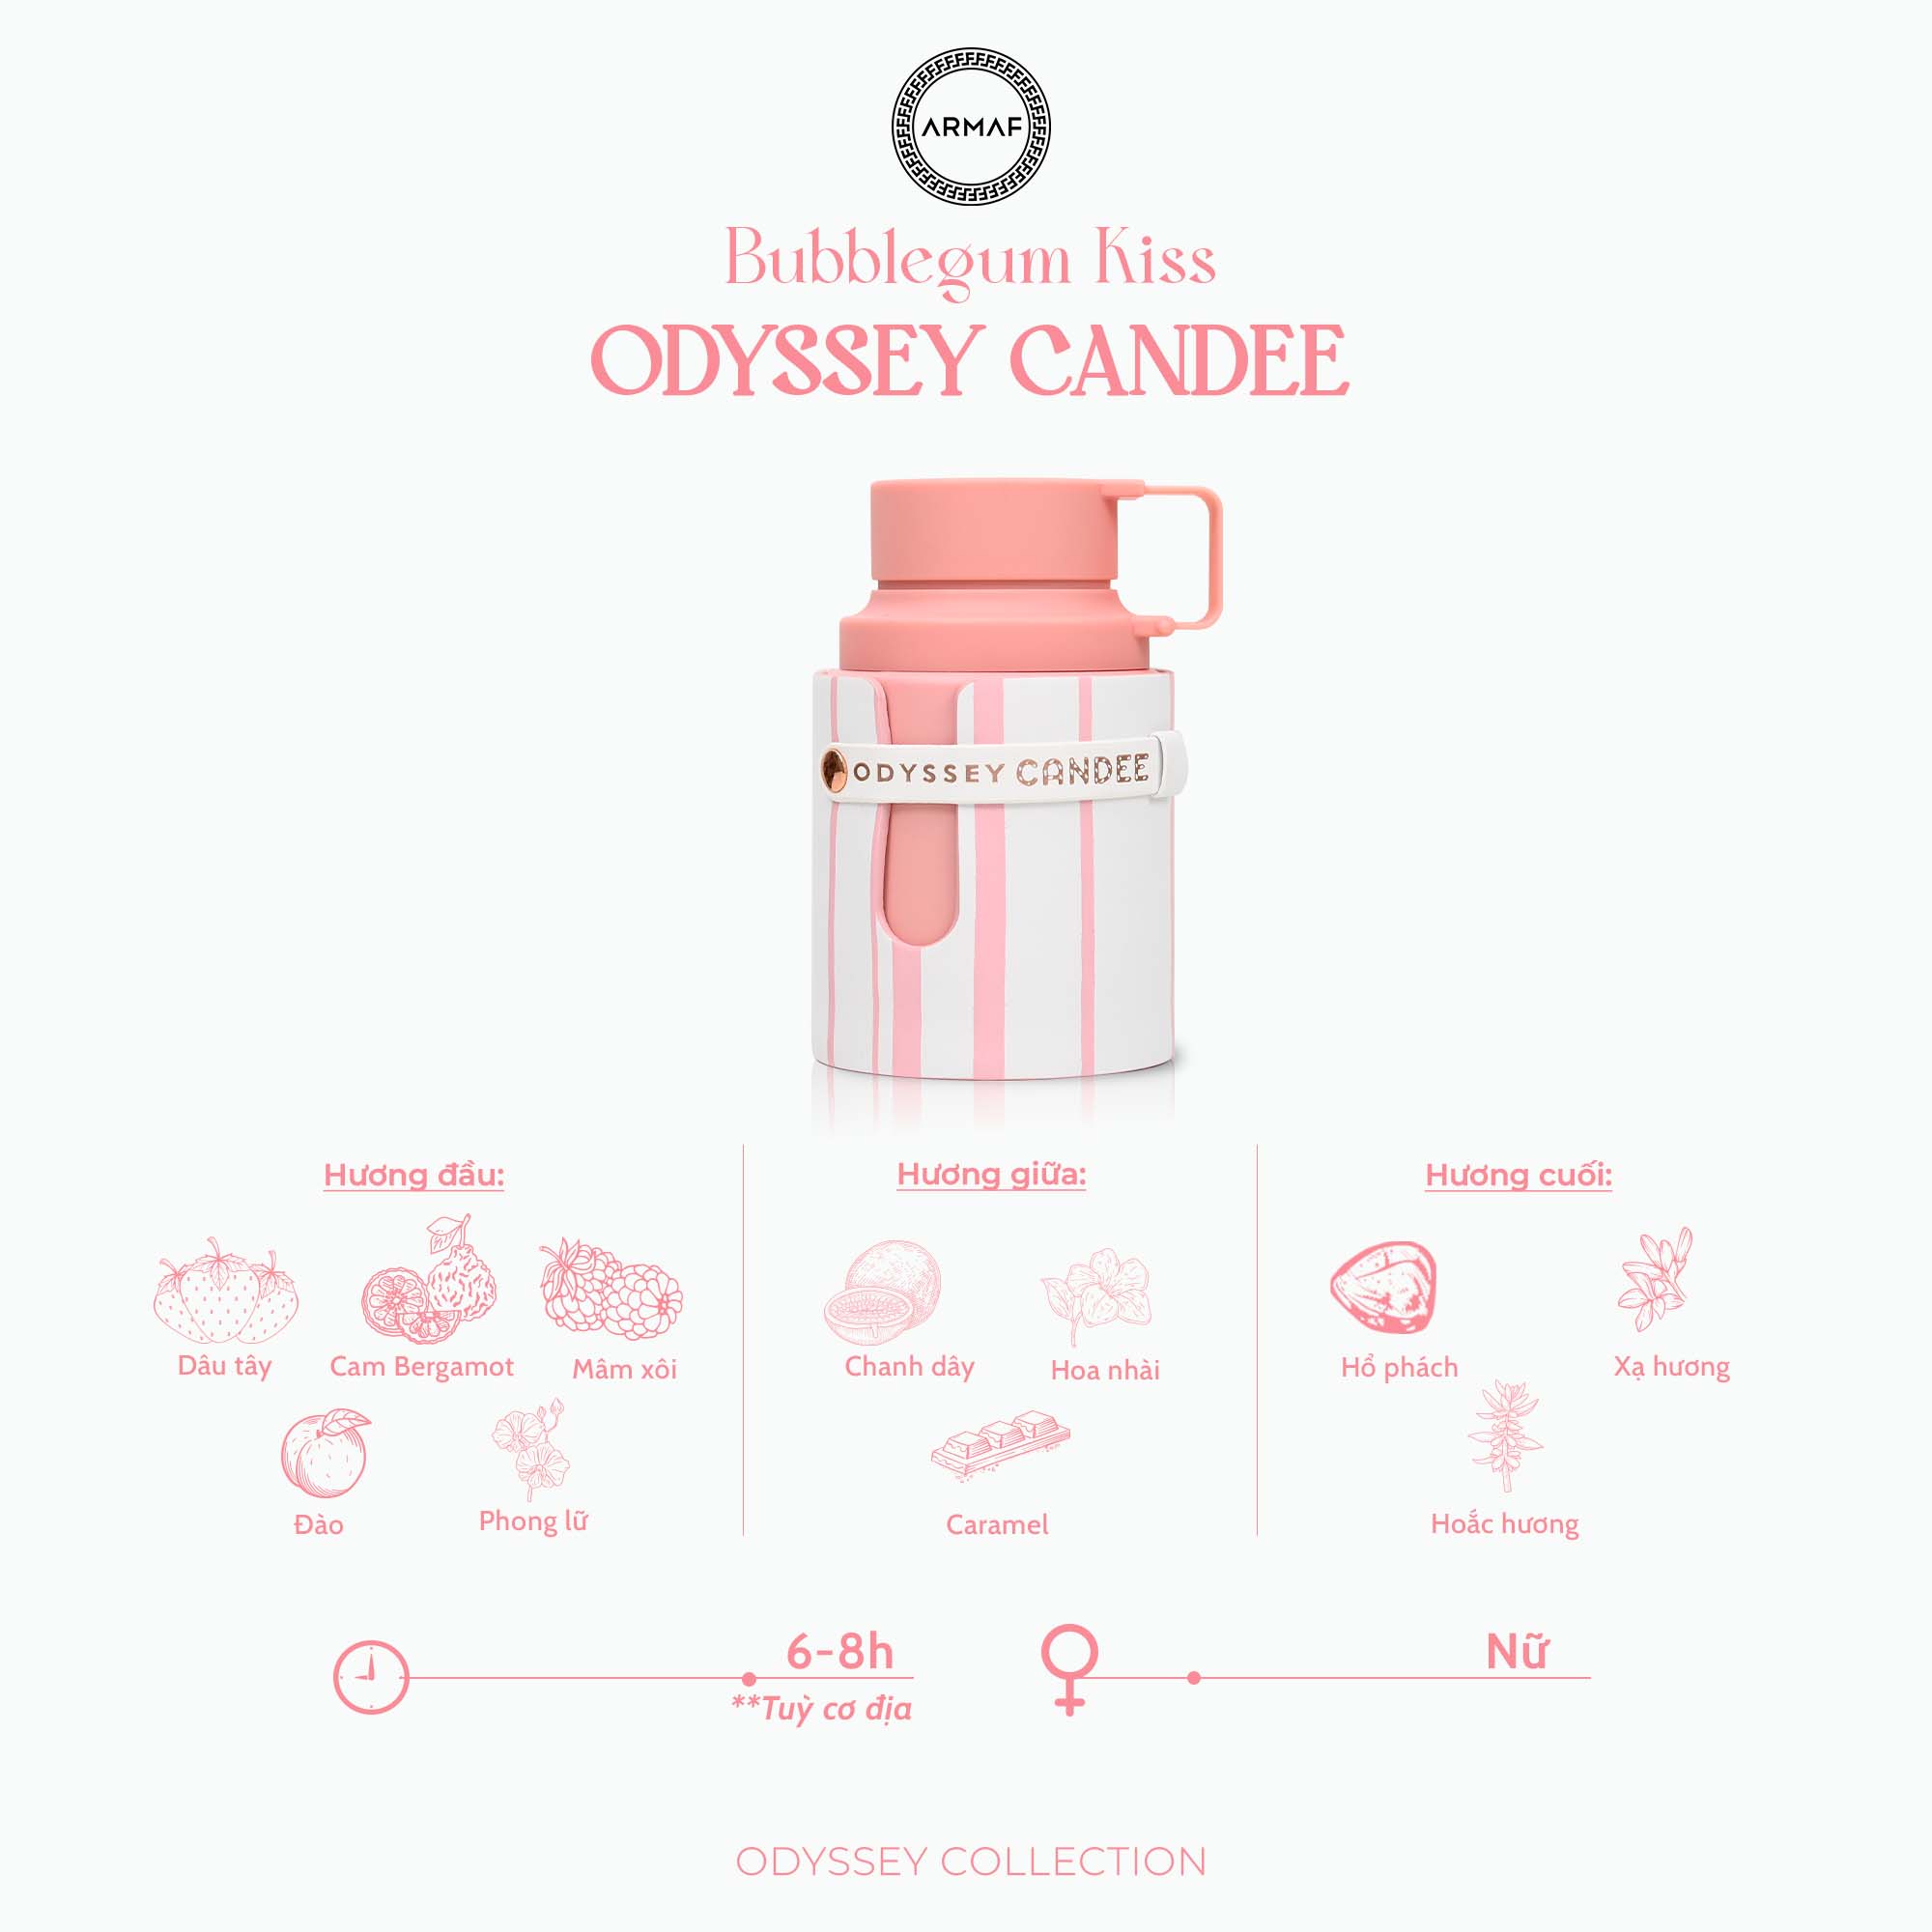 ARMAF
Bubblegum Kiss
ODYSSEY CANDEE
ODYSSEY CANDEE
Hương đầu:
Dâu tây
Cam Bergamot
Mâm xôi
Đào
Phong lữ
Hương giữa:
Chanh dây
Hoa nhài
Caramel
Hương cuối:
Hổ phách
Xạ hương
Hoắc hương
6-8h
**Tuỳ cơ địa
Nữ
ODYSSEY COLLECTION